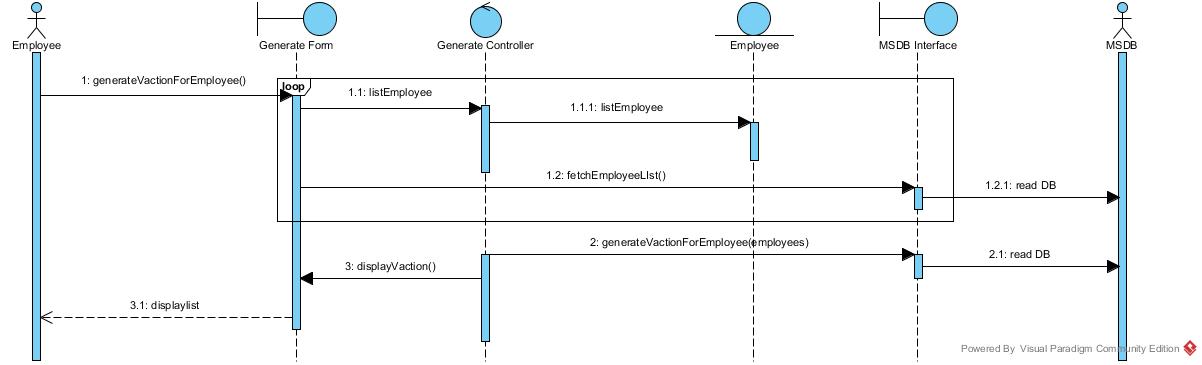 Employee
Generate Form
Generate Controller
Employee
MSDB Interface
MSDB
1: generateVactionForEmployee()
loop
1.1: listEmployee
1.1.1: listEmployee
1.2: fetchEmployeeLIst()
1.2.1: read DB
2: generateVactionForEmployee(employees)
2.1: read DB
3: displayVaction()
3.1: displaylist
Powered By Visual Paradigm Community Edition